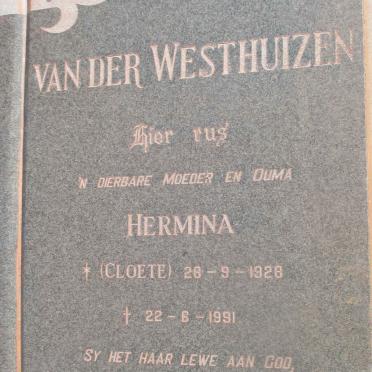 VAN DER WESTHUIZEN
Hier rus
'N DIERBARE MOEDER EN OUMA
HERMINA
* (CLOETE) 28-9-1928
† 22-6-1991
SY HET HAAR LEWE AAN GOD,